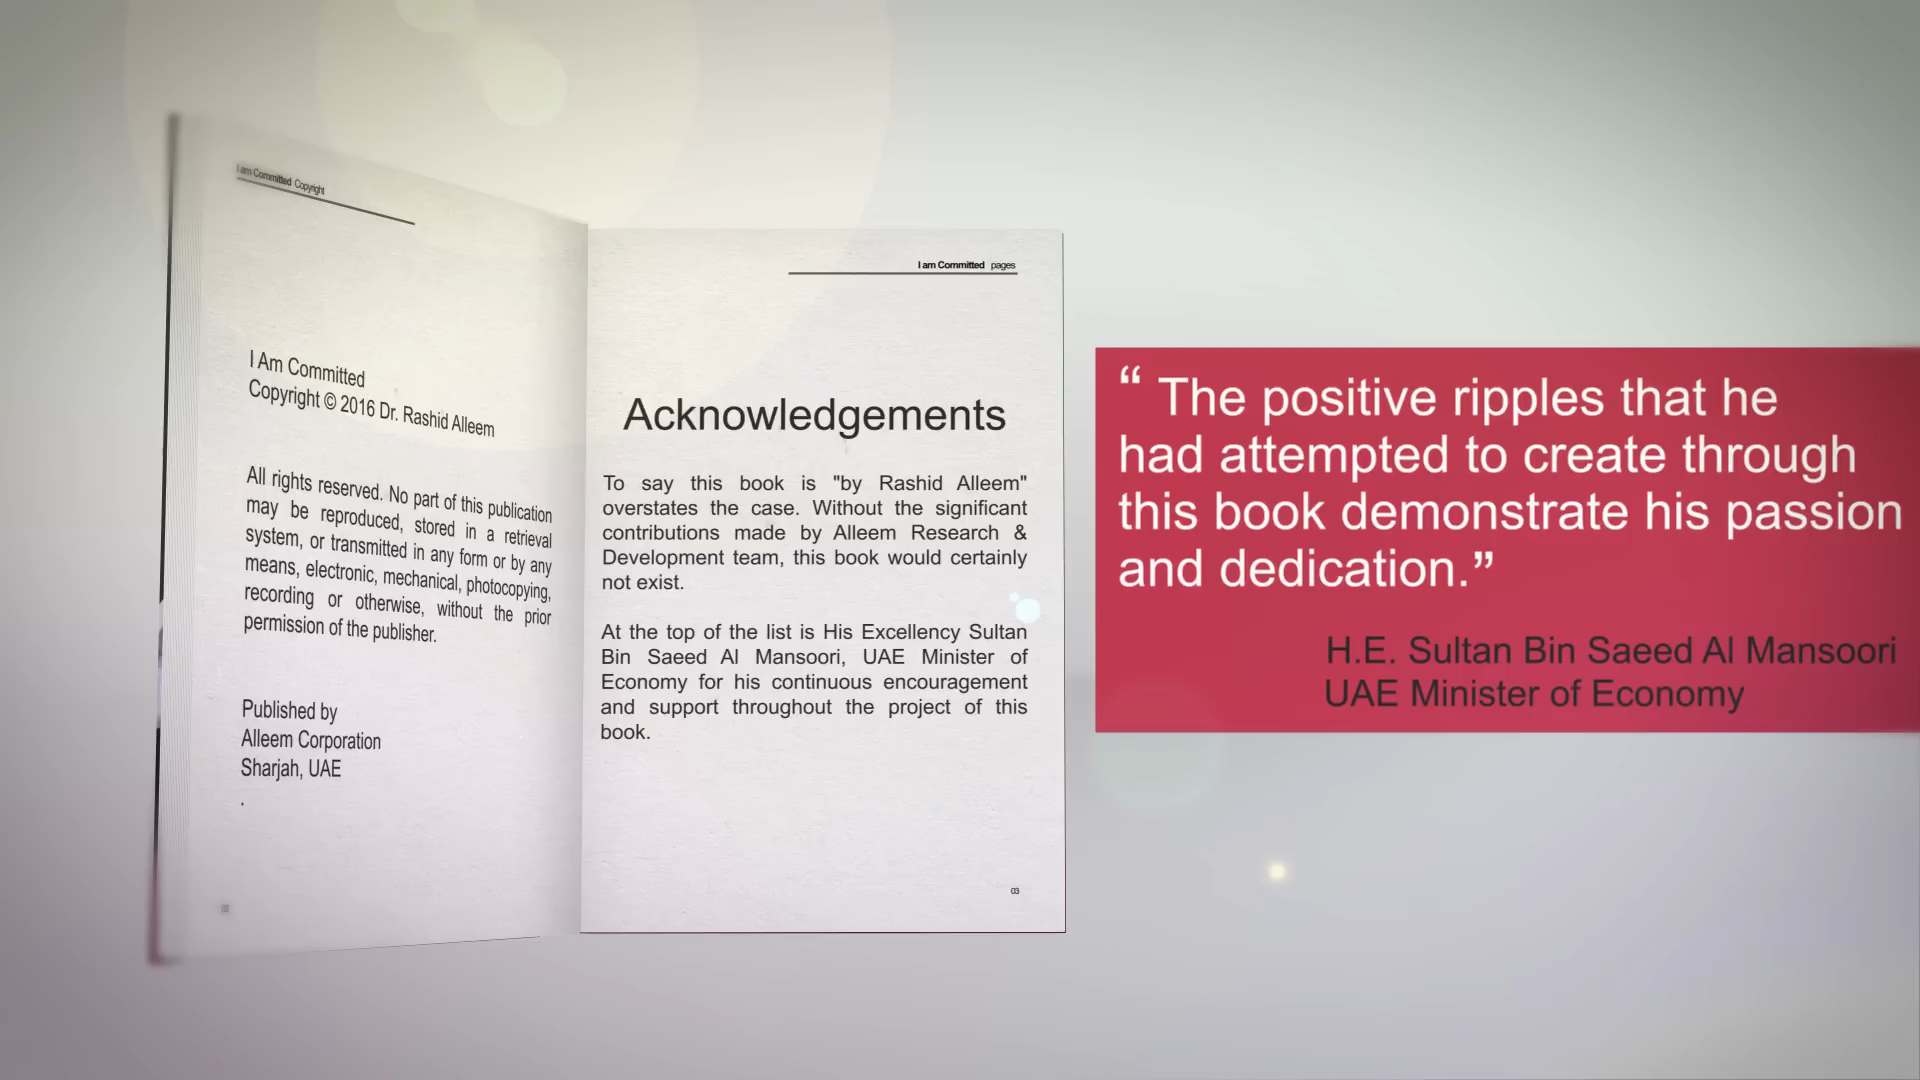 I am Committed Copyright
I Am Committed
Copyright © 2016 Dr. Rashid Alleem
All rights reserved. No part of this publication
may be reproduced, stored in a retrieval
system, or transmitted in any form or by any
means, electronic, mechanical, photocopying,
recording or otherwise, without the prior
permission of the publisher.
Published by
Alleem Corporation
Sharjah, UAE
.
02
I am Committed pages
Acknowledgements
To say this book is "by Rashid Alleem"
overstates the case. Without the significant
contributions made by Alleem Research &
Development team, this book would certainly
not exist.
At the top of the list is His Excellency Sultan
Bin Saeed Al Mansoori, UAE Minister of
Economy for his continuous encouragement
and support throughout the project of this
book.
03
“ The positive ripples that he
had attempted to create through
this book demonstrate his passion
and dedication.”
H.E. Sultan Bin Saeed Al Mansoori
UAE Minister of Economy